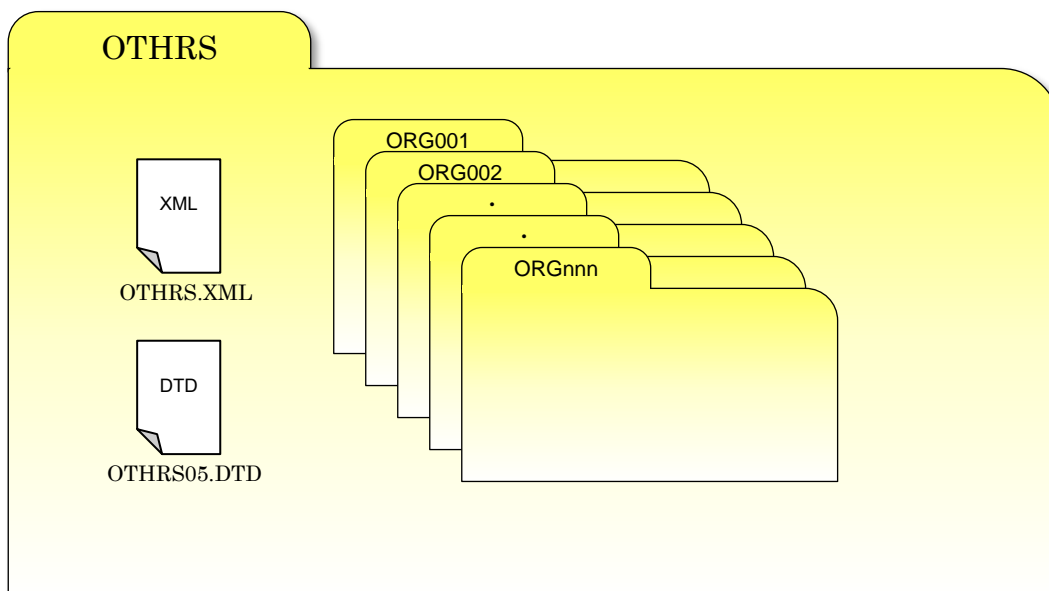 OTHRS
XML
OTHRS.XML
DTD
OTHRS05.DTD
ORG001
ORG002
・
・
ORGnnn